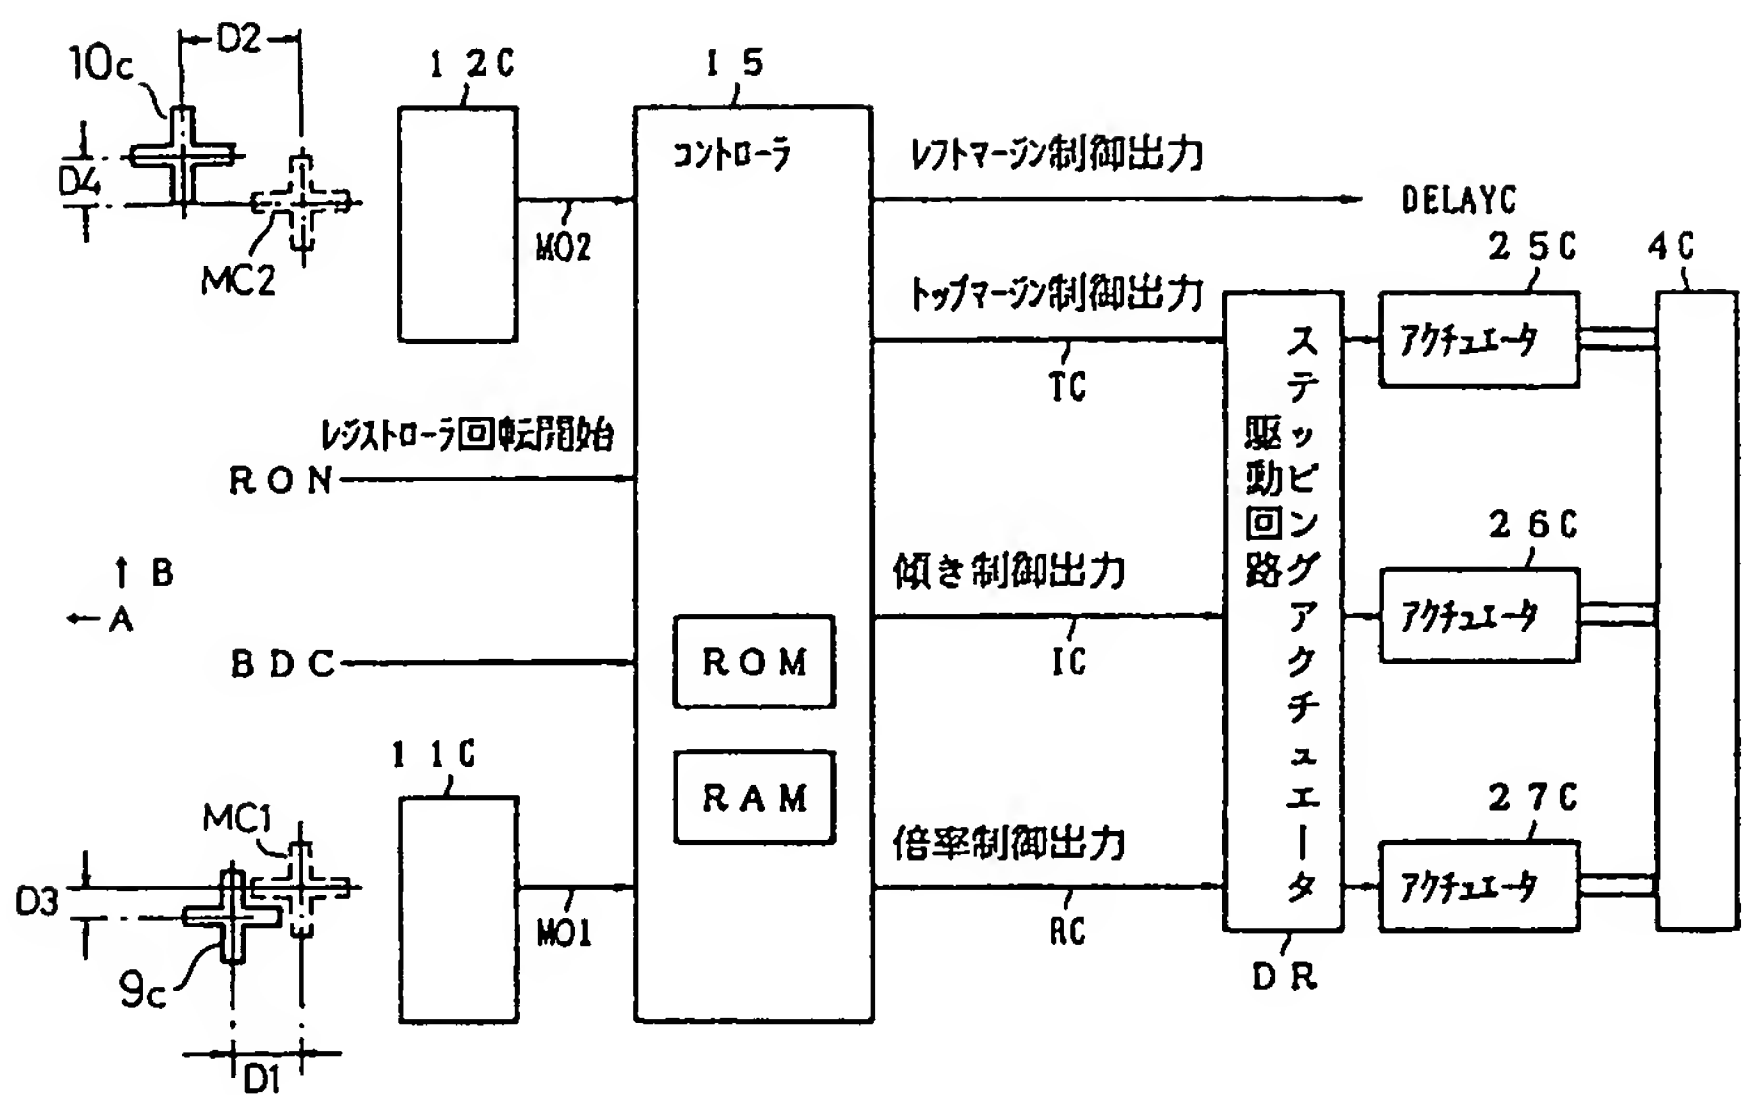 D2
10c
12C
15
コントローラ
レフトマージン制御出力
D4
DELAYC
MO2
MC2
25C
4C
トップマージン制御出力
アクチュエータ
TC
レジストローラ回転開始
RON
ステッピングアクチュエータ
駆動回路
26C
B
傾き制御出力
A
アクチュエータ
ROM
BDC
IC
11C
RAM
27C
MC1
倍率制御出力
アクチュエータ
D3
MO1
RC
9c
DR
D1